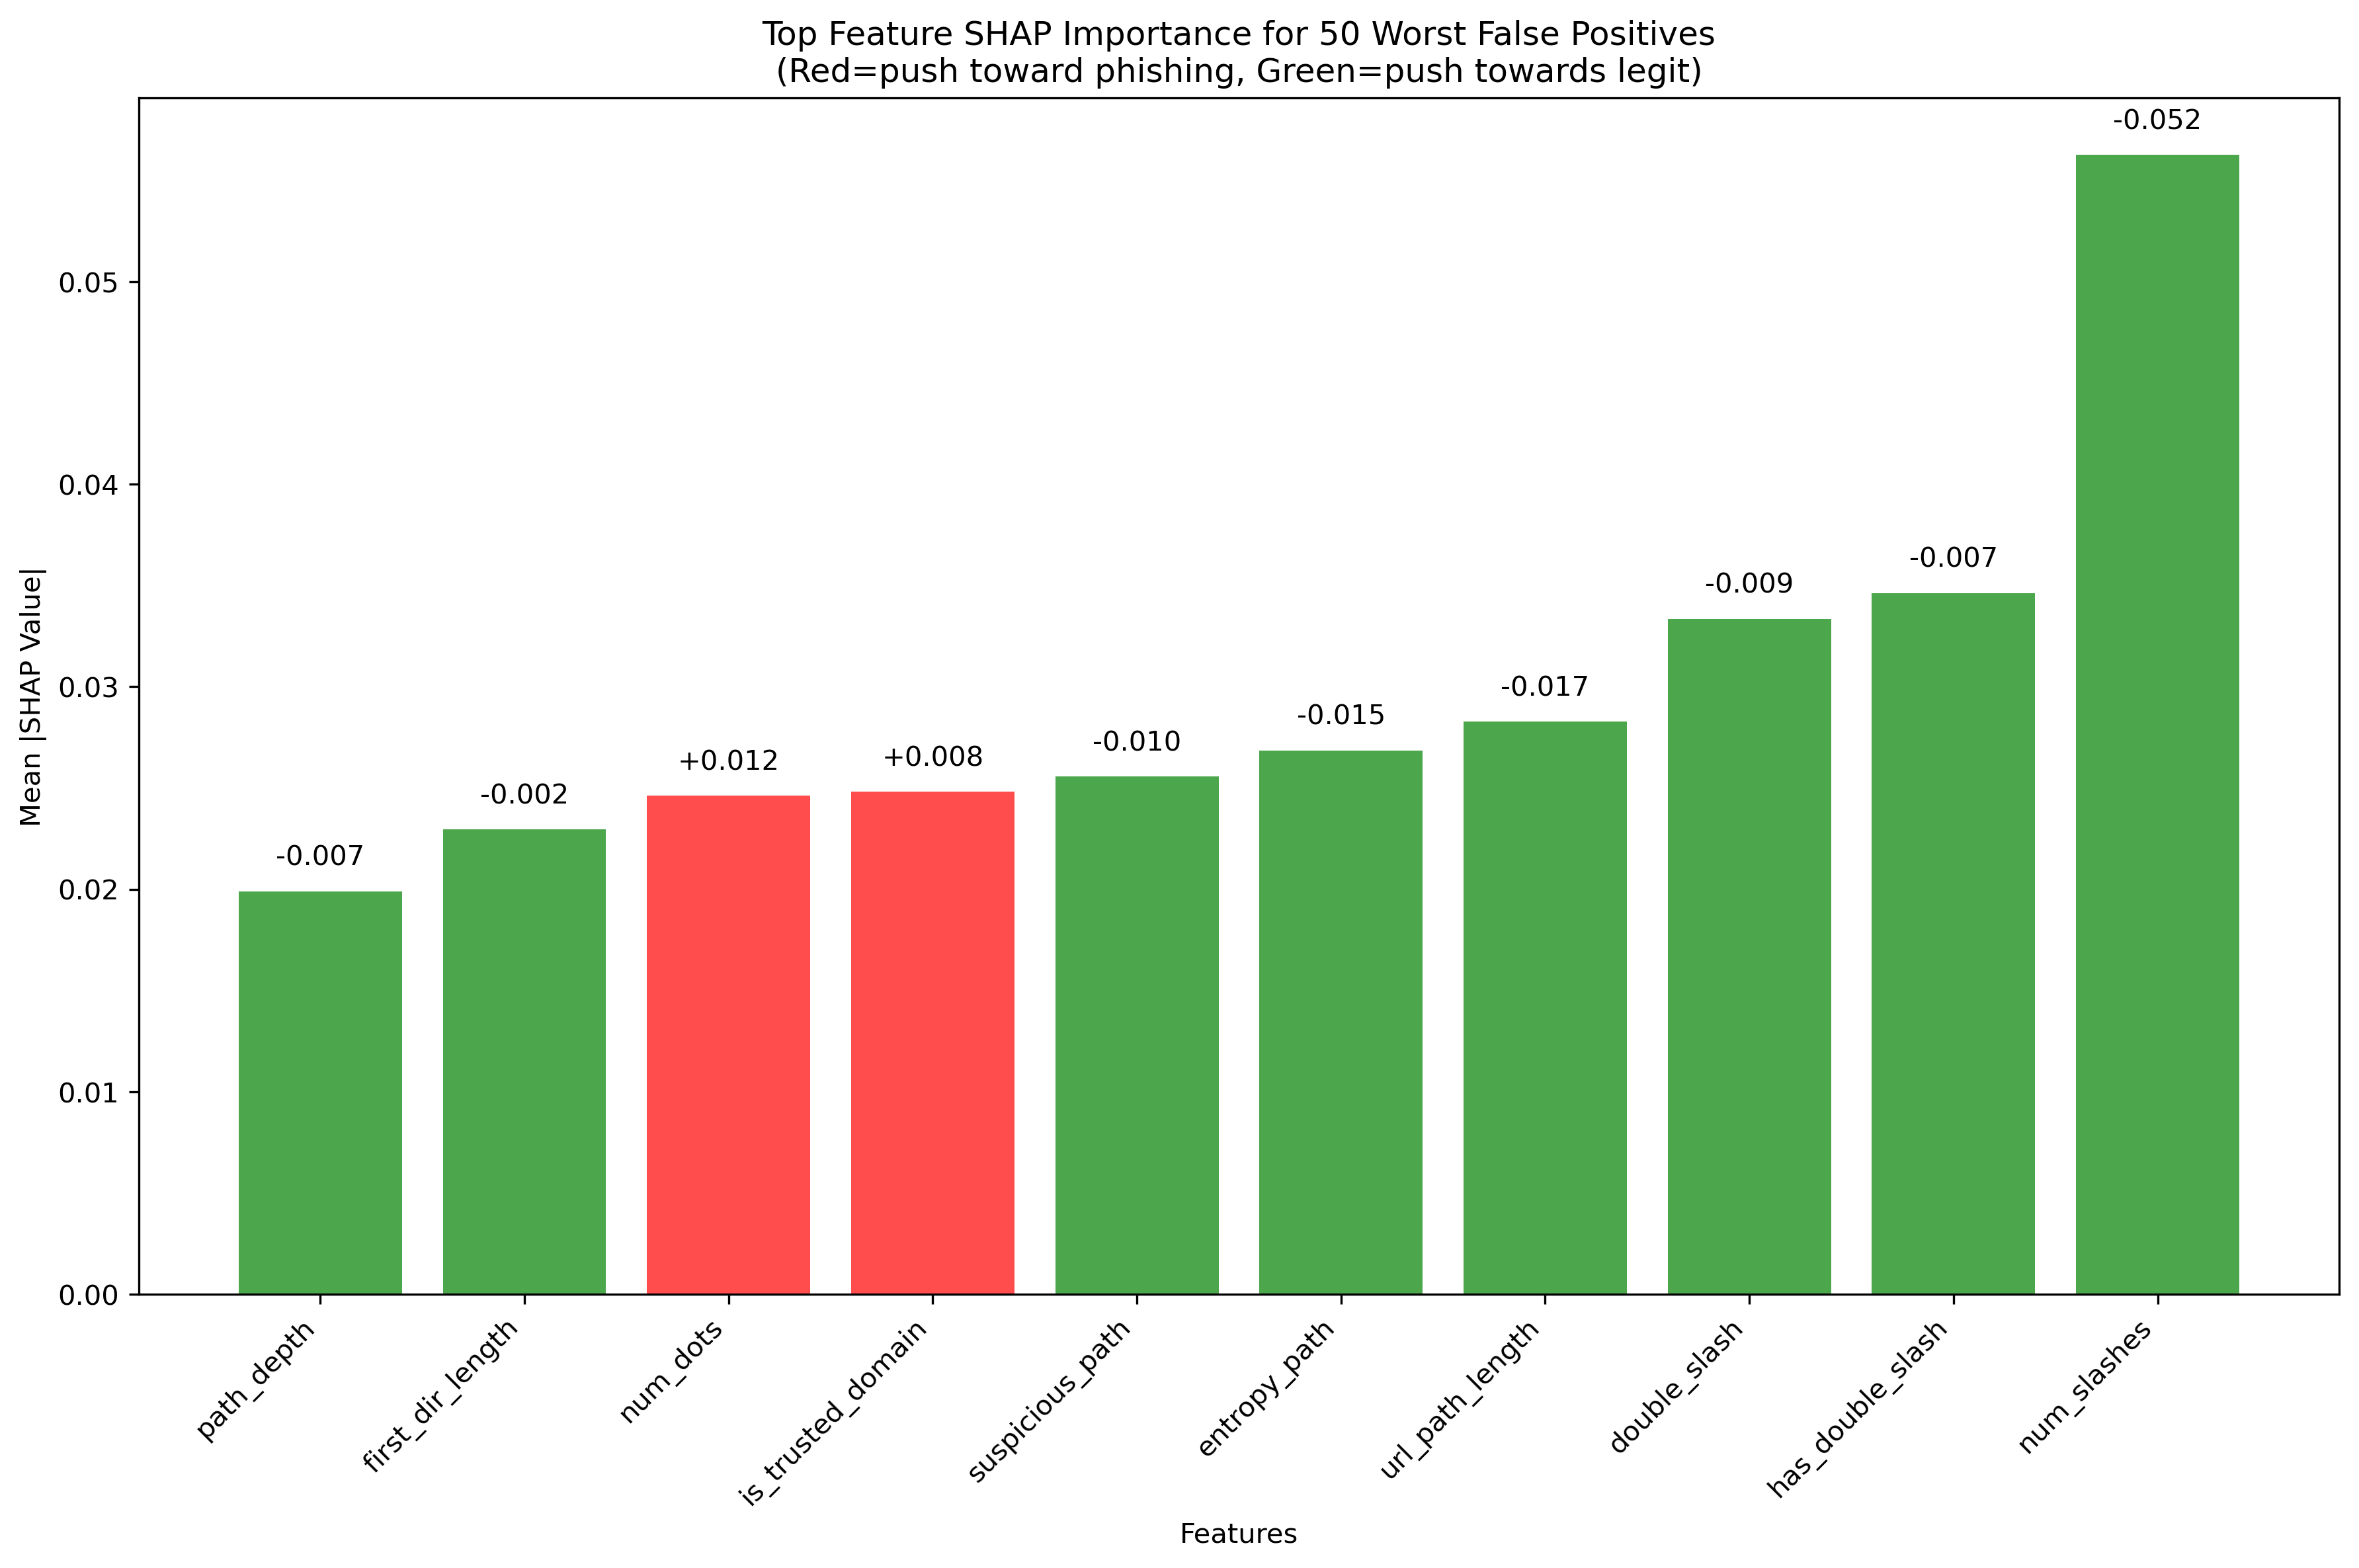 Top Feature SHAP Importance for 50 Worst False Positives
(Red=push toward phishing, Green=push towards legit)
Mean |SHAP Value|
0.05
0.04
0.03
0.02
0.01
0.00
-0.007
-0.002
+0.012
+0.008
-0.010
-0.015
-0.017
-0.009
-0.007
-0.052
path_depth
first_dir_length
num_dots
is_trusted_domain
suspicious_path
entropy_path
url_path_length
double_slash
has_double_slash
num_slashes
Features